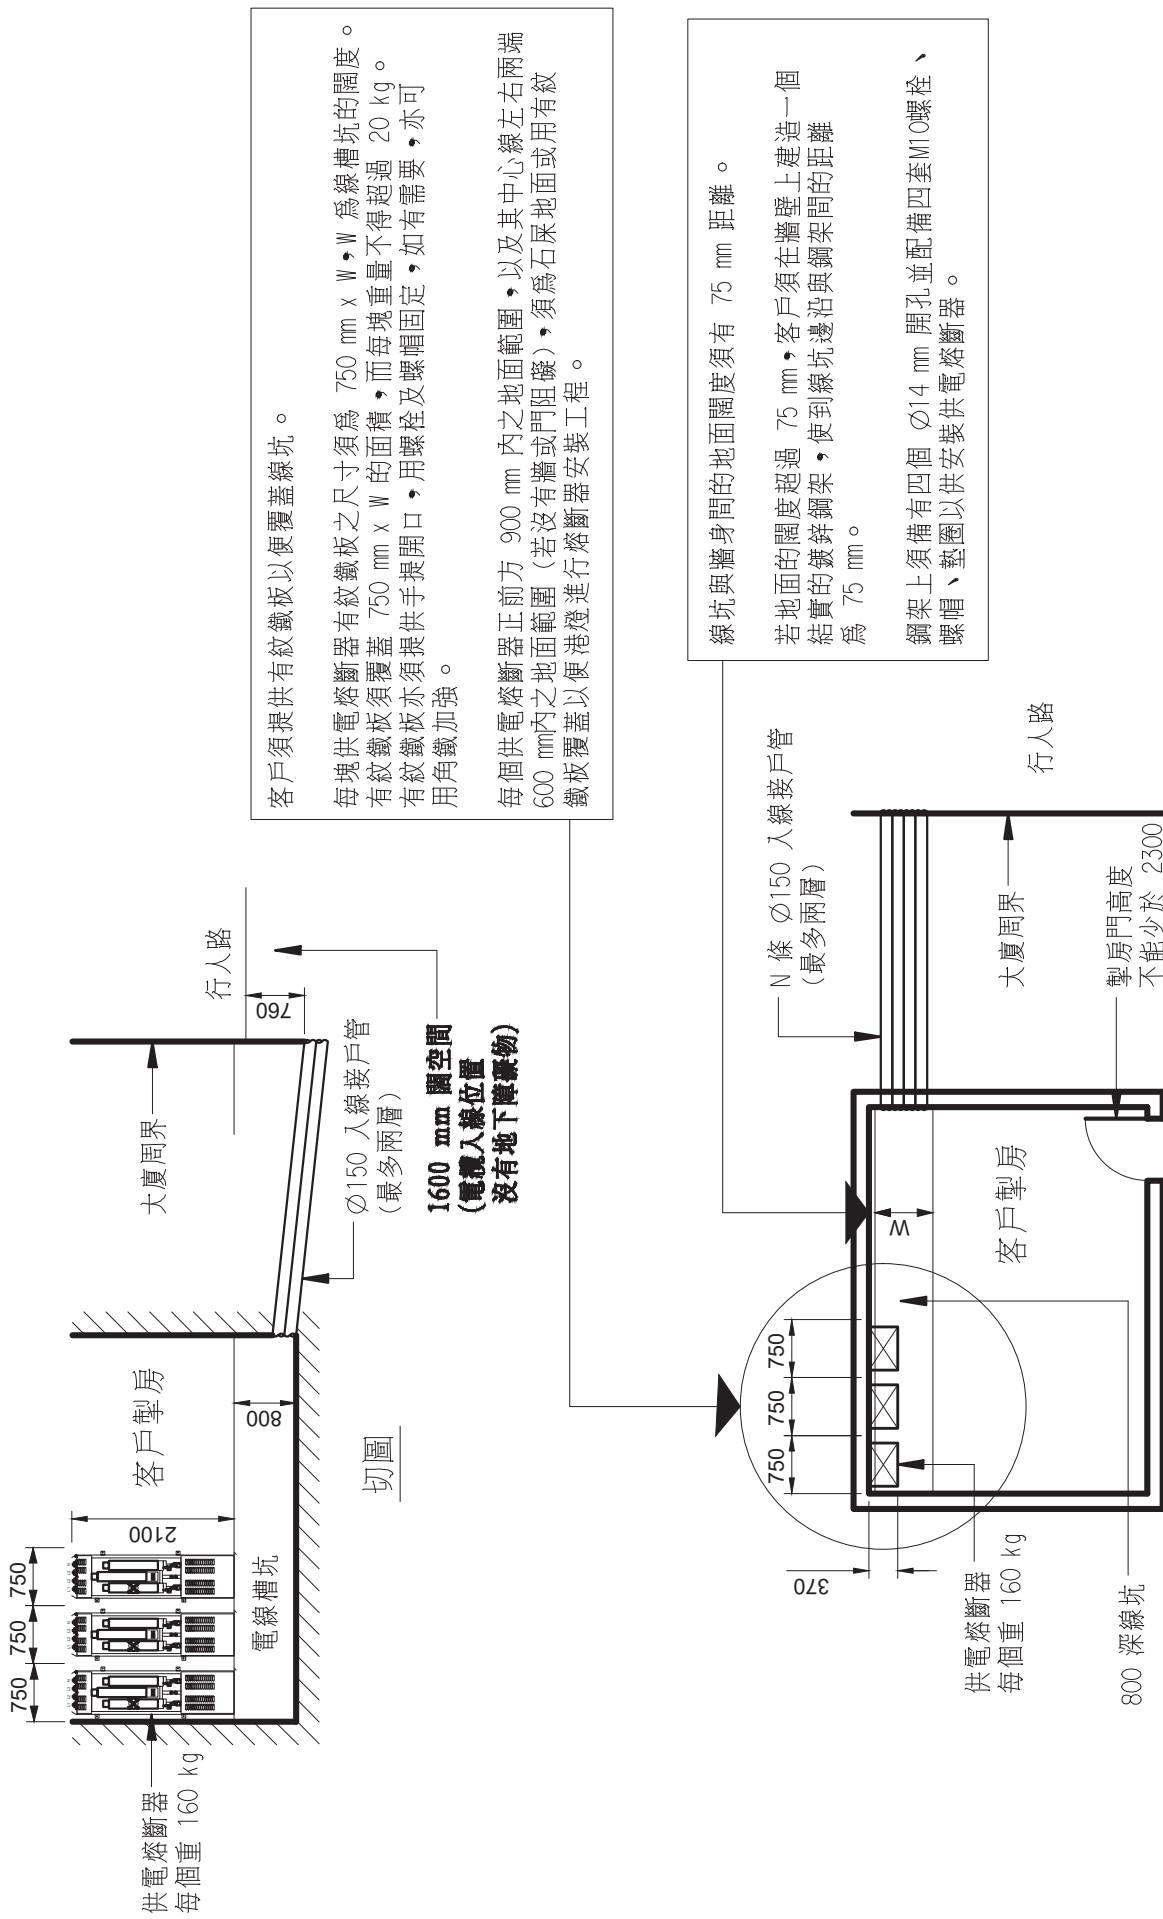 供電熔斷器
每個重 160 kg
750
750
750
2100
客戶掣房
電線槽坑
800
大廈周界
行人路
760
Ø150 入線接戶管
(最多兩層)
1600 mm 闊空間
(電纜入線位置
沒有地下障礙物)
切圖
客戶須提供有紋鐵板以便覆蓋線坑。
每塊供電熔斷器有紋鐵板之尺寸須為 750 mm x W，W 為線槽坑的闊度。
有紋鐵板須覆蓋 750 mm x W 的面積，而每塊重量不得超過 20 kg。
有紋鐵板亦須提供手提開口，用螺栓及螺帽固定，如有需要，亦可
用角鐵加強。
每個供電熔斷器正前方 900 mm 內之地面範圍，以及其中心線左右兩端
600 mm內之地面範圍 (若沒有牆或門阻礙)，須為石屎地面或用有紋
鐵板覆蓋以便港燈進行熔斷器安裝工程。
線坑與牆身間的地面闊度須有 75 mm 距離。
若地面的闊度超過 75 mm，客戶須在牆壁上建造一個
結實的鍍鋅鋼架，使到線坑邊沿與鋼架間的距離
為 75 mm。
鋼架上須備有四個 Ø14 mm 開孔並配備四套M10螺栓、
螺帽、墊圈以供安裝供電熔斷器。
750
750
750
370
供電熔斷器
每個重 160 kg
800 深線坑
W
客戶掣房
N 條 Ø150 入線接戶管
(最多兩層)
大廈周界
行人路
掣房門高度
不能少於 2300